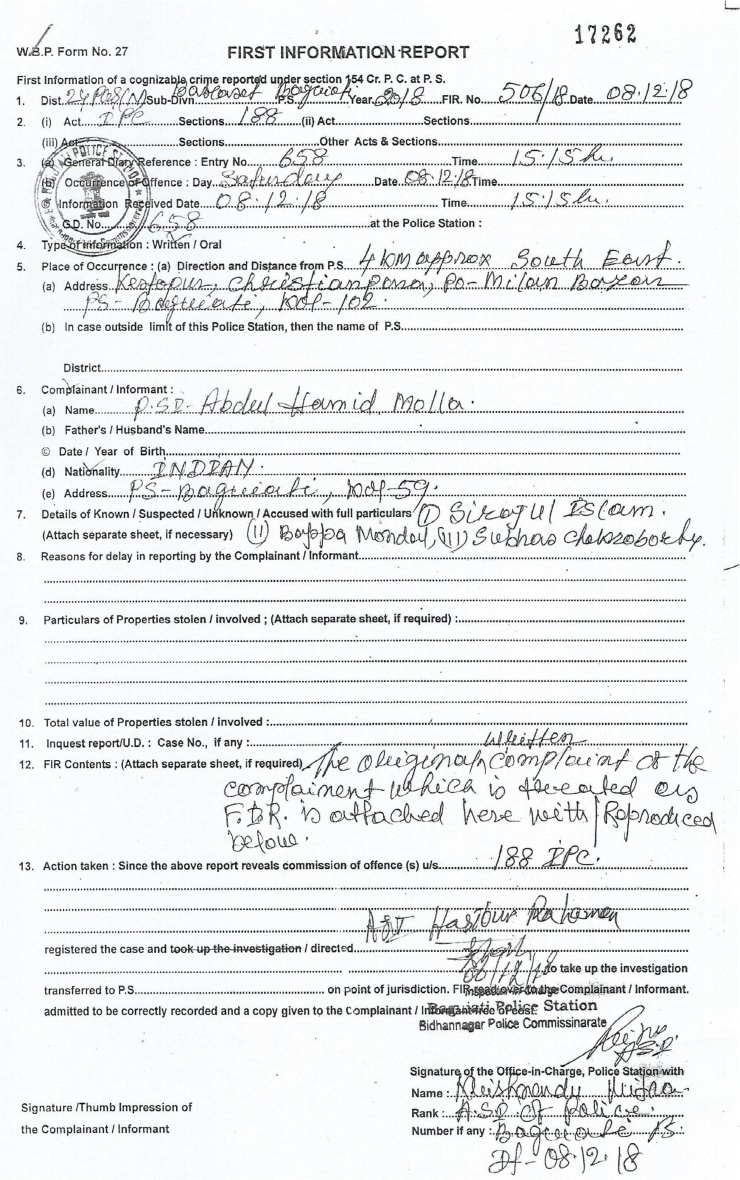 17262
W.B.P. Form No. 27
FIRST INFORMATION REPORT
First Information of a cognizable crime reported under section 154 Cr. P. C. at P. S.
1. Dist. 24 PGS(N) Sub-Divn. Barasat P.S. Baguiati Year 2018 FIR. No. 506/18 Date 08.12.18
2. (i) Act IPC Sections 188 (ii) Act Sections
(iii) Act Sections Other Acts & Sections
3. (a) General Diary Reference : Entry No. 658 Time 15:15 hr.
(b) Occurrence of Offence : Day Saturday Date 08.12.18 Time
© Information Received Date 08.12.18 Time 15:15 hr.
G.D. No. 658 at the Police Station :
4. Type of Information : Written / Oral
5. Place of Occurrence : (a) Direction and Distance from P.S. 4 km approx South East.
(a) Address Kestopur, Christianpara, Po- Milan Bazar
PS- Baguiati, Kol-102.
(b) In case outside limit of this Police Station, then the name of P.S.
District
6. Complainant / Informant :
(a) Name P.SI- Abdul Hamid Molla.
(b) Father's / Husband's Name
© Date / Year of Birth
(d) Nationality INDIAN.
(e) Address PS- Baguiati, Kol-59.
7. Details of Known / Suspected / Unknown / Accused with full particulars (I) Sirajul Islam.
(Attach separate sheet, if necessary) (II) Bappa Monday, (III) Subhas Chakraborty.
8. Reasons for delay in reporting by the Complainant / Informant
9. Particulars of Properties stolen / involved ; (Attach separate sheet, if required) :
10. Total value of Properties stolen / involved :
11. Inquest report/U.D. : Case No., if any :
written
12. FIR Contents : (Attach separate sheet, if required) The original complaint of the
complainent which is treated as
F.I.R. is attached here with / Reproduced
below.
13. Action taken : Since the above report reveals commission of offence (s) u/s. 188 IPC.
ASI Hasibur Rahaman
registered the case and took up the investigation / directed
to take up the investigation
transferred to P.S. on point of jurisdiction. FIR read over to the Complainant / Informant.
admitted to be correctly recorded and a copy given to the Complainant / Informant free of cost.
Baguiati Police Station
Bidhannagar Police Commissinarate
Signature of the Office-in-Charge, Police Station with
Name :
Rank : A.S.I. of Police.
Number if any : Baguiati PS.
Dt- 08.12.18
Signature /Thumb Impression of
the Complainant / Informant